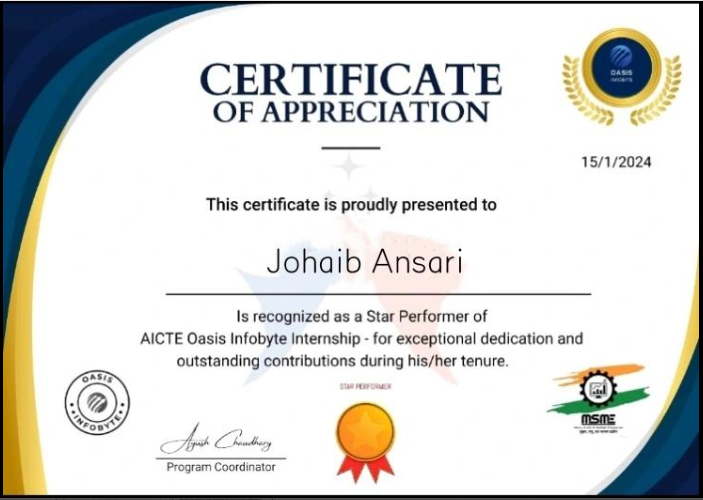 CERTIFICATE
OF APPRECIATION
OASIS
INFOBYTE
15/1/2024
This certificate is proudly presented to
Johaib Ansari
Is recognized as a Star Performer of
AICTE Oasis Infobyte Internship - for exceptional dedication and
outstanding contributions during his/her tenure.
STAR PERFORMER
OASIS
INFOBYTE
Ayush Chaudhary
Program Coordinator
MSME